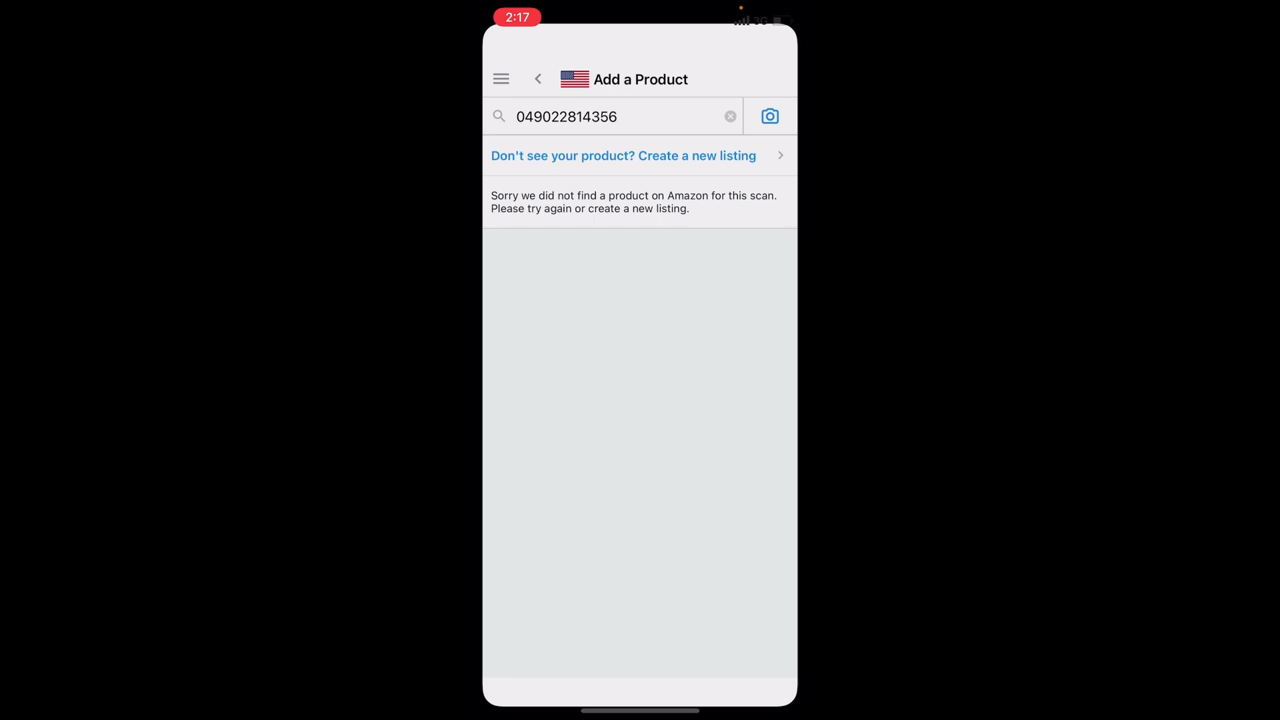 2:17
3G
Add a Product
049022814356
Don't see your product? Create a new listing
Sorry we did not find a product on Amazon for this scan.
Please try again or create a new listing.